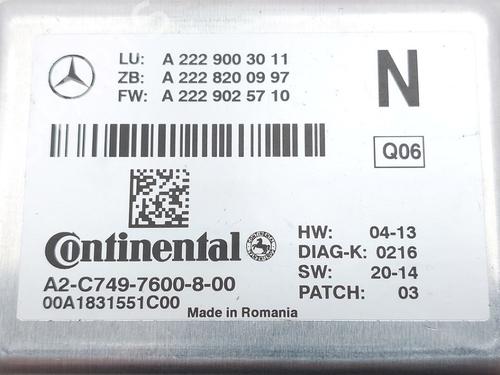 LU: A 222 900 30 11
ZB: A 222 820 09 97
FW: A 222 902 57 10
N
Q06
Continental
HW: 04-13
DIAG-K: 0216
A2-C749-7600-8-00
SW: 20-14
00A1831551C00
PATCH: 03
Made in Romania